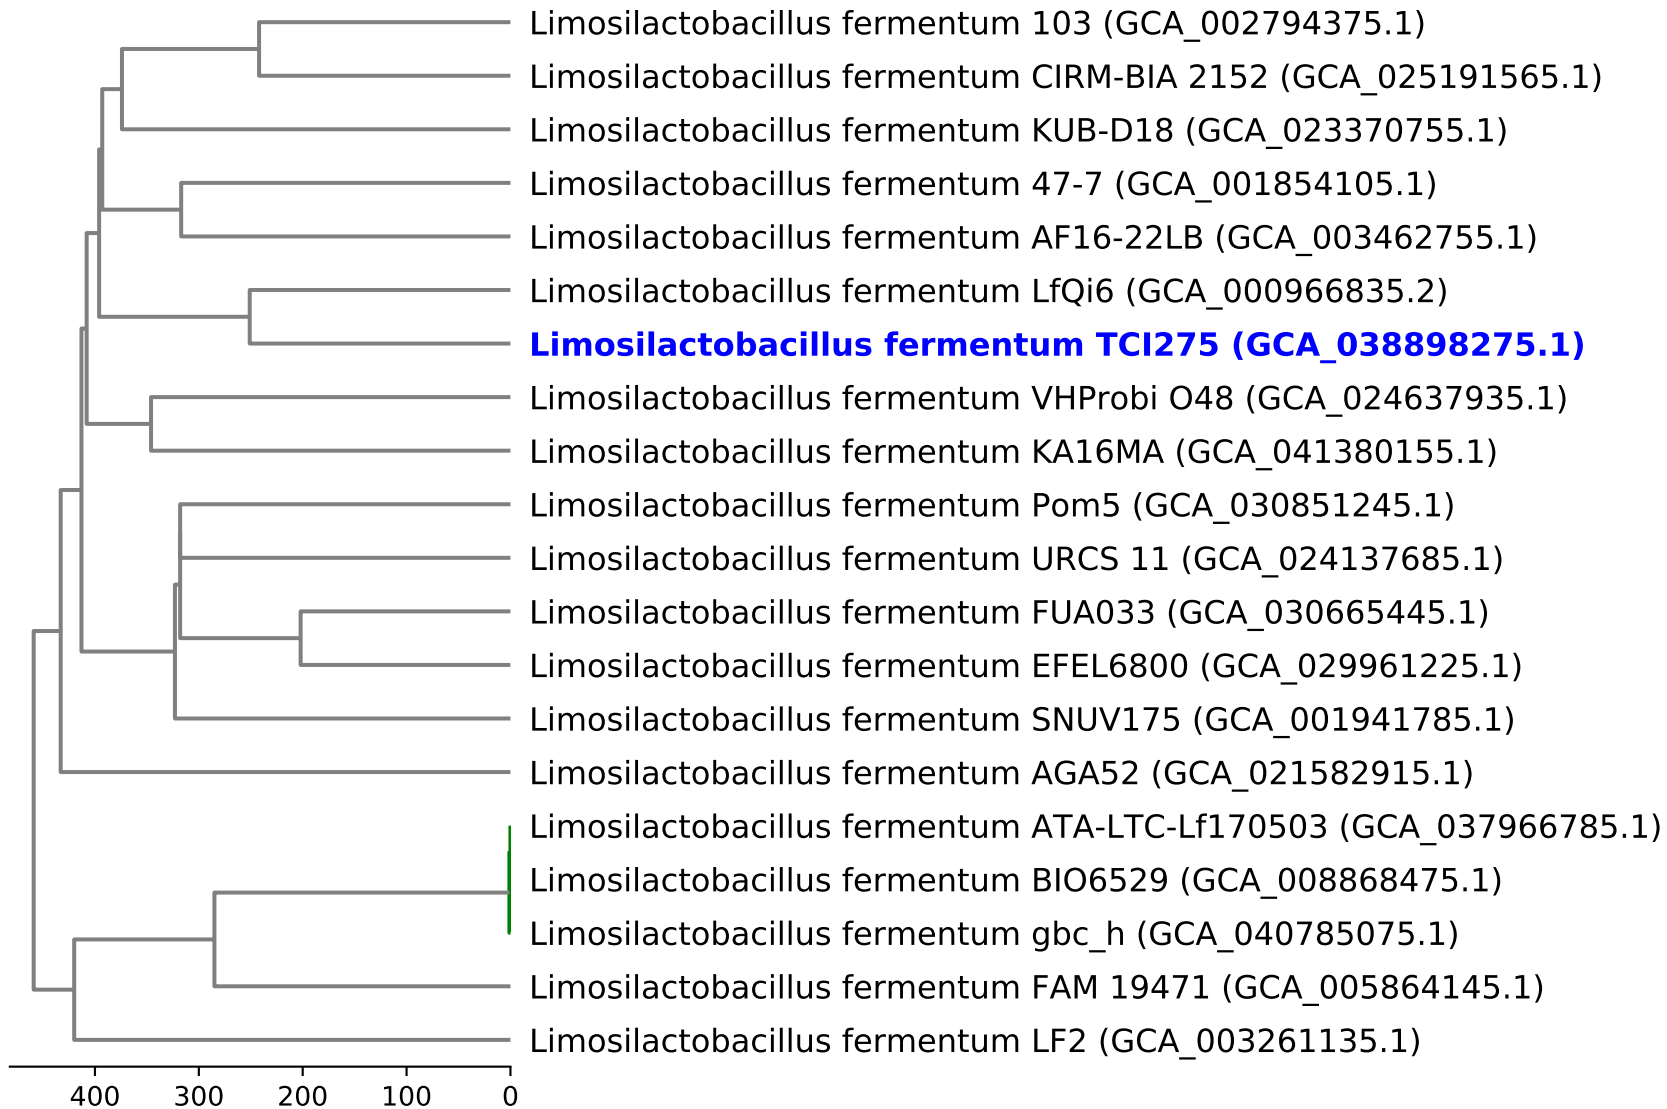 Limosilactobacillus fermentum 103 (GCA_002794375.1)
Limosilactobacillus fermentum CIRM-BIA 2152 (GCA_025191565.1)
Limosilactobacillus fermentum KUB-D18 (GCA_023370755.1)
Limosilactobacillus fermentum 47-7 (GCA_001854105.1)
Limosilactobacillus fermentum AF16-22LB (GCA_003462755.1)
Limosilactobacillus fermentum LfQi6 (GCA_000966835.2)
Limosilactobacillus fermentum TCI275 (GCA_038898275.1)
Limosilactobacillus fermentum VHProbi O48 (GCA_024637935.1)
Limosilactobacillus fermentum KA16MA (GCA_041380155.1)
Limosilactobacillus fermentum Pom5 (GCA_030851245.1)
Limosilactobacillus fermentum URCS 11 (GCA_024137685.1)
Limosilactobacillus fermentum FUA033 (GCA_030665445.1)
Limosilactobacillus fermentum EFEL6800 (GCA_029961225.1)
Limosilactobacillus fermentum SNUV175 (GCA_001941785.1)
Limosilactobacillus fermentum AGA52 (GCA_021582915.1)
Limosilactobacillus fermentum ATA-LTC-Lf170503 (GCA_037966785.1)
Limosilactobacillus fermentum BIO6529 (GCA_008868475.1)
Limosilactobacillus fermentum gbc_h (GCA_040785075.1)
Limosilactobacillus fermentum FAM 19471 (GCA_005864145.1)
Limosilactobacillus fermentum LF2 (GCA_003261135.1)
400 300 200 100 0